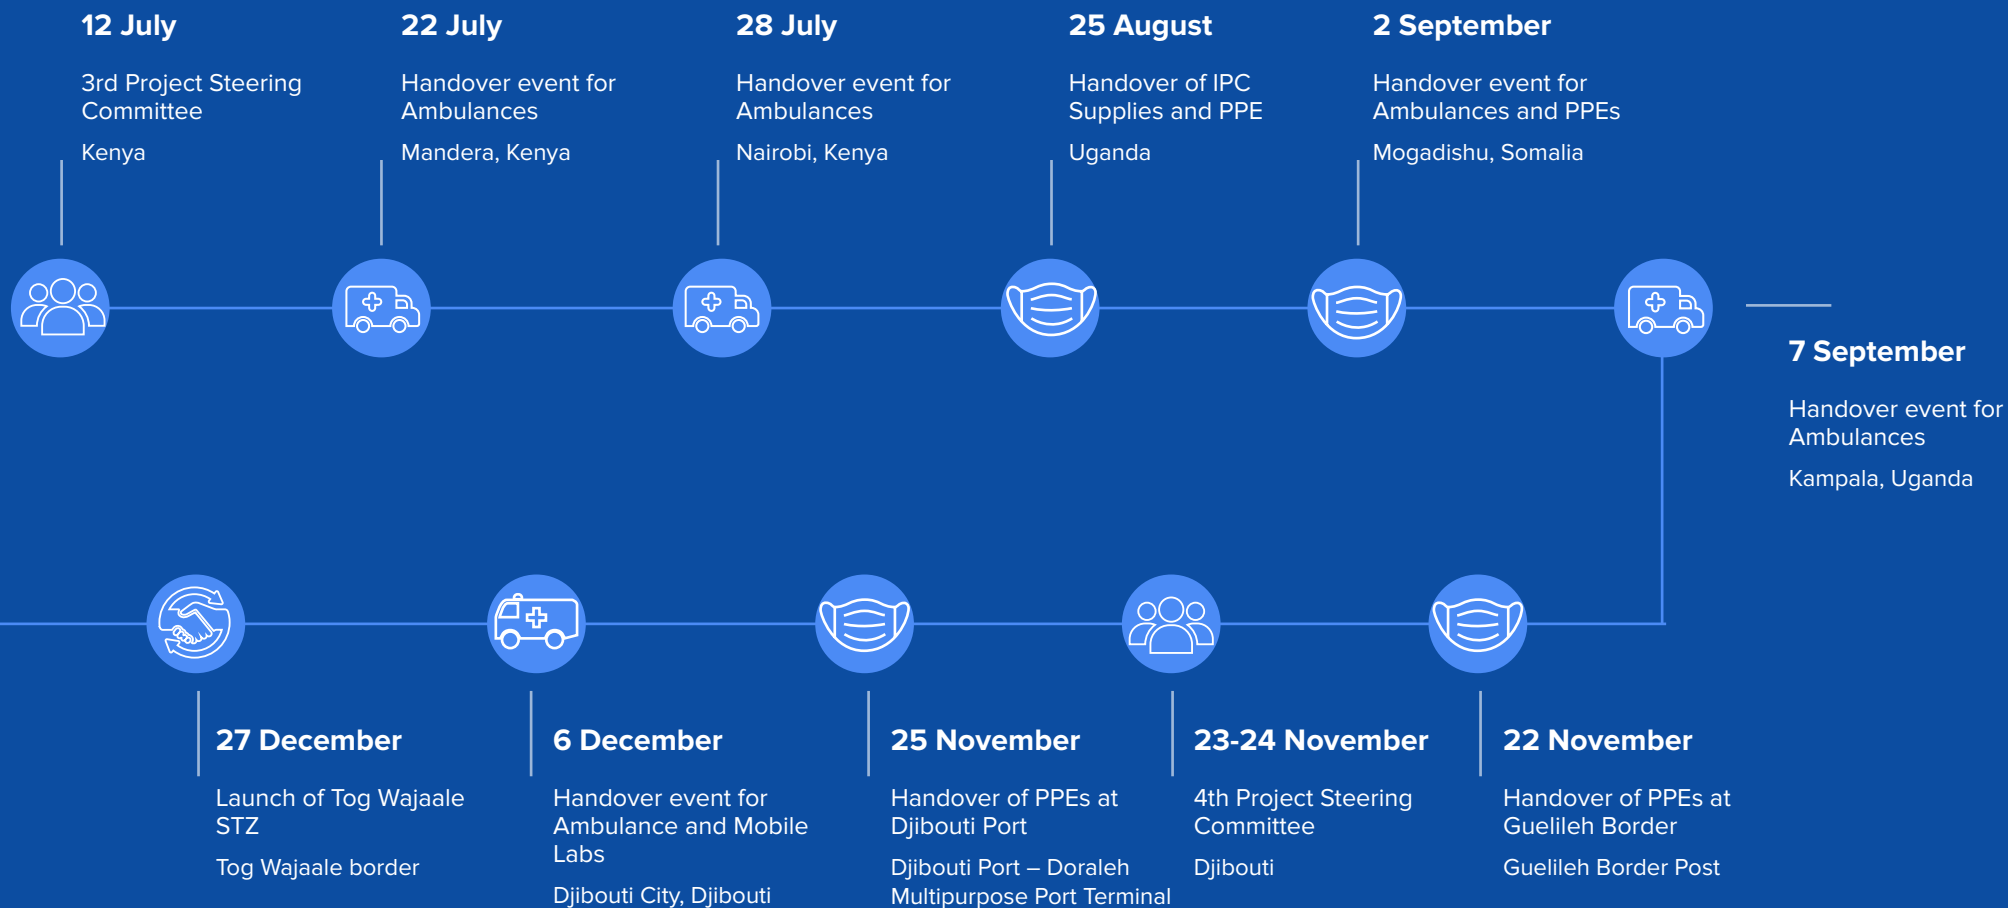 12 July
3rd Project Steering
Committee
Kenya
22 July
Handover event for
Ambulances
Mandera, Kenya
28 July
Handover event for
Ambulances
Nairobi, Kenya
25 August
Handover of IPC
Supplies and PPE
Uganda
2 September
Handover event for
Ambulances and PPEs
Mogadishu, Somalia
7 September
Handover event for
Ambulances
Kampala, Uganda
27 December
Launch of Tog Wajaale
STZ
Tog Wajaale border
6 December
Handover event for
Ambulance and Mobile
Labs
Djibouti City, Djibouti
25 November
Handover of PPEs at
Djibouti Port
Djibouti Port – Doraleh
Multipurpose Port Terminal
23-24 November
4th Project Steering
Committee
Djibouti
22 November
Handover of PPEs at
Guelileh Border
Guelileh Border Post